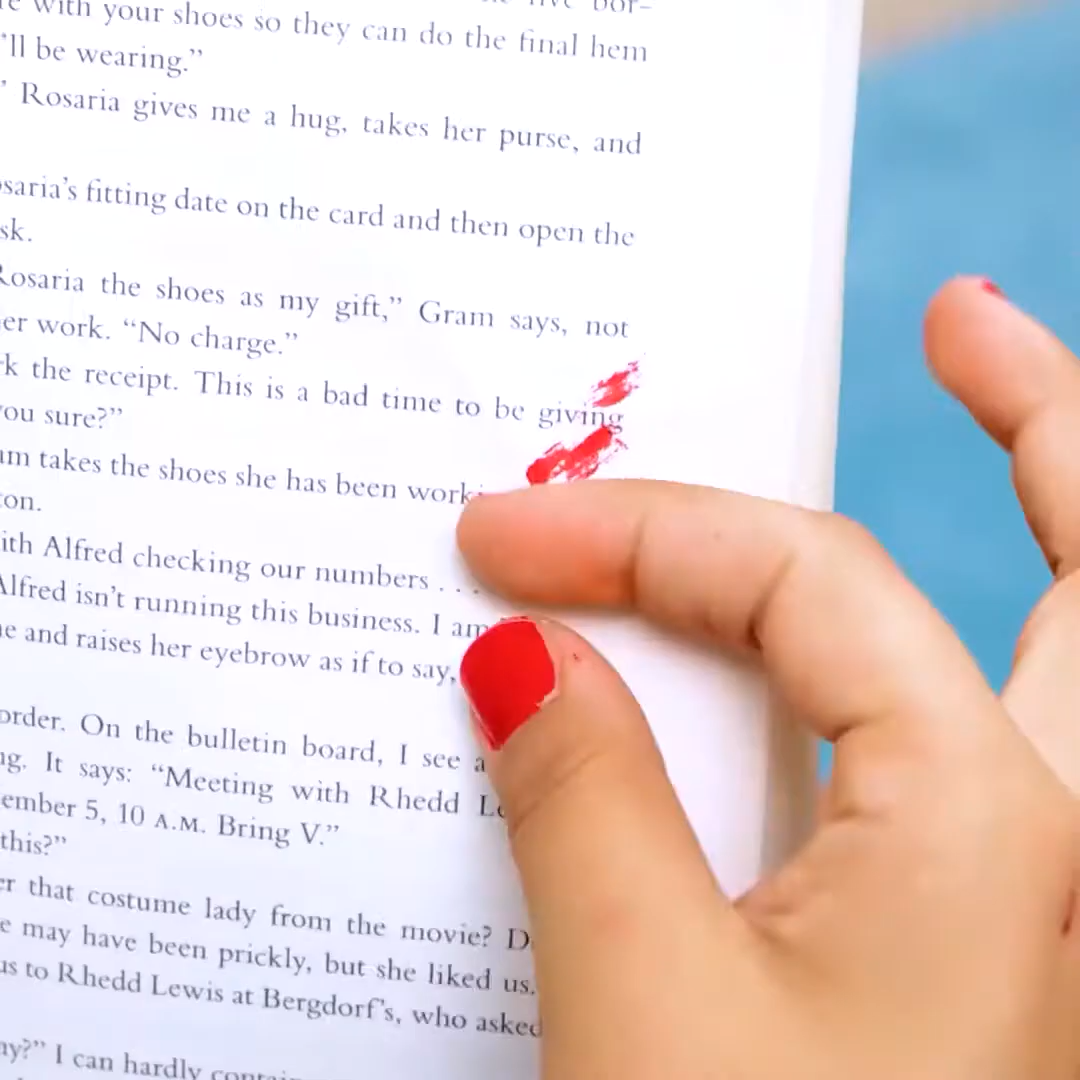 with your shoes so they can do the final hem
'll be wearing.”
” Rosaria gives me a hug, takes her purse, and
saria's fitting date on the card and then open the
sk.
Rosaria the shoes as my gift,” Gram says, not
er work. “No charge.”
k the receipt. This is a bad time to be giving
you sure?”
am takes the shoes she has been work
ton.
ith Alfred checking our numbers . . .
Alfred isn't running this business. I am
e and raises her eyebrow as if to say,
order. On the bulletin board, I see a
ng. It says: “Meeting with Rhedd Le
ember 5, 10 A.M. Bring V.”
this?”
er that costume lady from the movie? D
e may have been prickly, but she liked us.
us to Rhedd Lewis at Bergdorf's, who asked
ay?” I can hardly